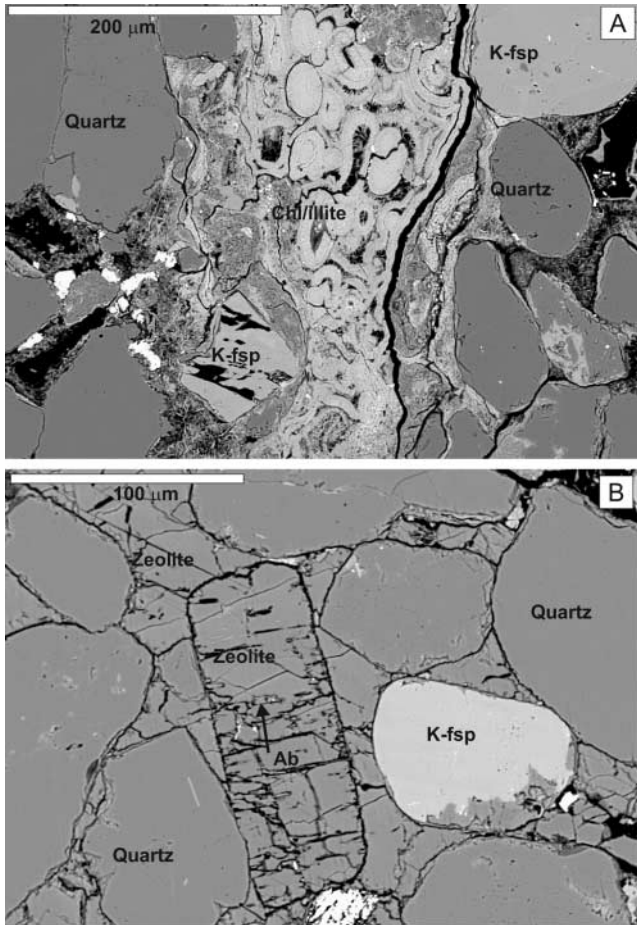 200 μm
A
K-fsp
Quartz
Quartz
Chl/Illite
K-fsp
100 μm
B
Zeolite
Quartz
Zeolite
K-fsp
Ab
Quartz